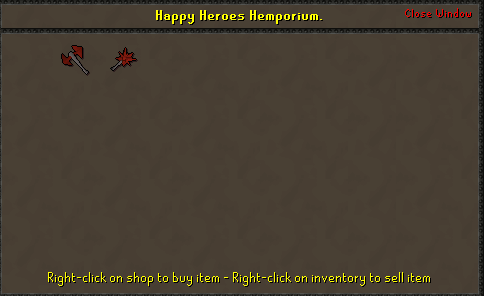 Happy Heroes Hemporium.
Close Window
Right-click on shop to buy item - Right-click on inventory to sell item